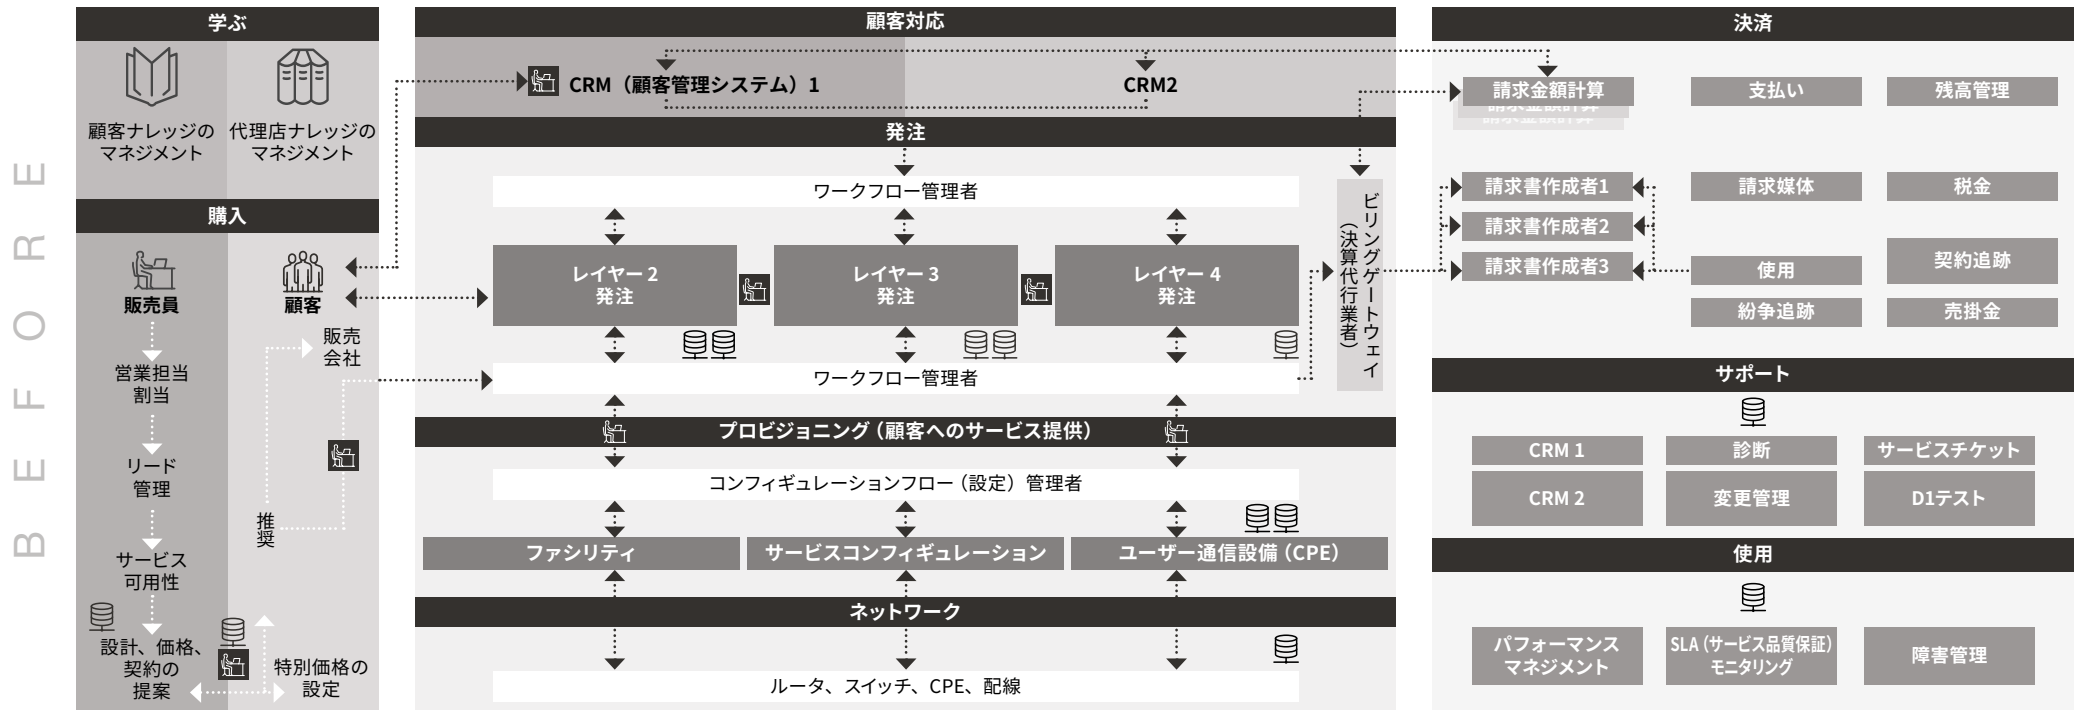 BEFORE
学ぶ
顧客ナレッジの
マネジメント
代理店ナレッジの
マネジメント
購入
販売員
顧客
販売
会社
営業担当
割当
リード
管理
推奨
サービス
可用性
設計、価格、
契約の
提案
特別価格の
設定
顧客対応
CRM（顧客管理システム）1
CRM2
発注
ワークフロー管理者
レイヤー 2
発注
レイヤー 3
発注
レイヤー 4
発注
ワークフロー管理者
ビリングゲートウェイ
（決算代行業者）
プロビジョニング（顧客へのサービス提供）
コンフィギュレーションフロー（設定）管理者
ファシリティ
サービスコンフィギュレーション
ユーザー通信設備（CPE）
ネットワーク
ルータ、スイッチ、CPE、配線
決済
請求金額計算
請求金額計算
請求金額計算
支払い
残高管理
請求書作成者1
請求書作成者2
請求書作成者3
請求媒体
税金
使用
契約追跡
紛争追跡
売掛金
サポート
CRM 1
診断
サービスチケット
CRM 2
変更管理
D1テスト
使用
パフォーマンス
マネジメント
SLA（サービス品質保証）
モニタリング
障害管理